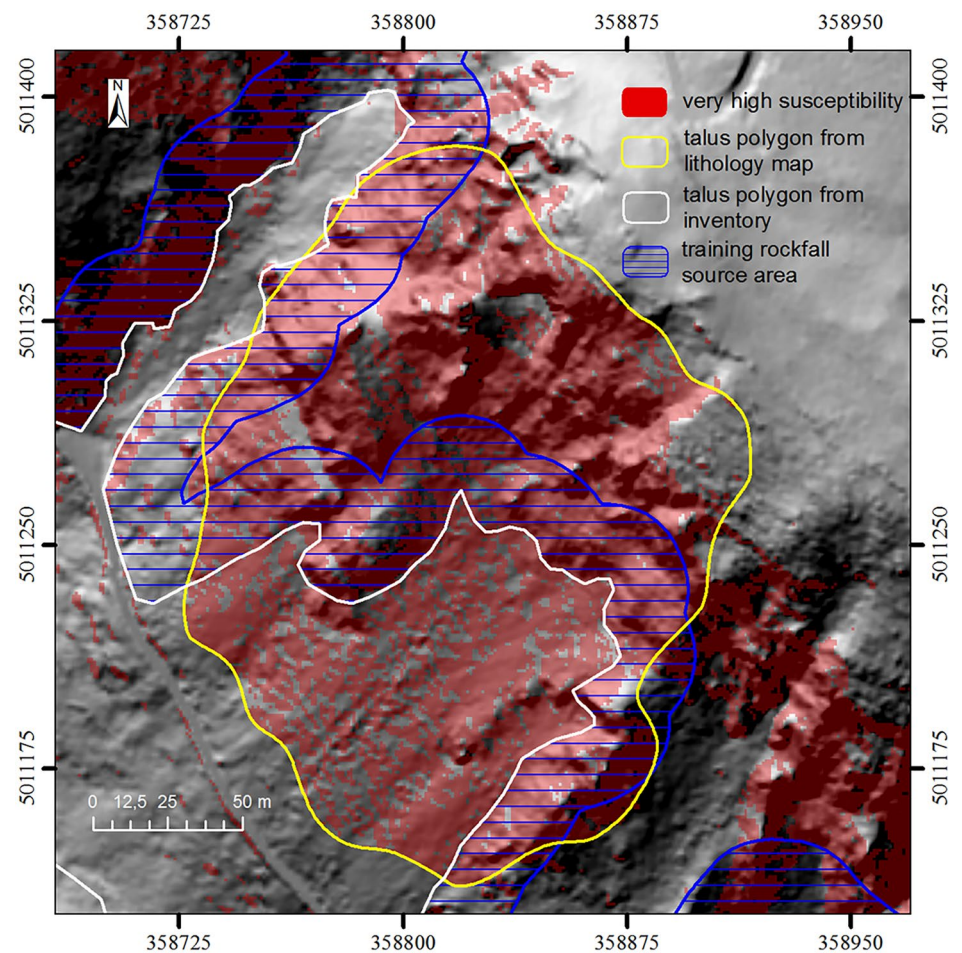 358725 358800 358875 358950
5011400 5011400
N
very high susceptibility
talus polygon from
lithology map
talus polygon from
inventory
training rockfall
source area
5011325 5011325
5011250 5011250
5011175 5011175
0 12,5 25 50 m
358725 358800 358875 358950